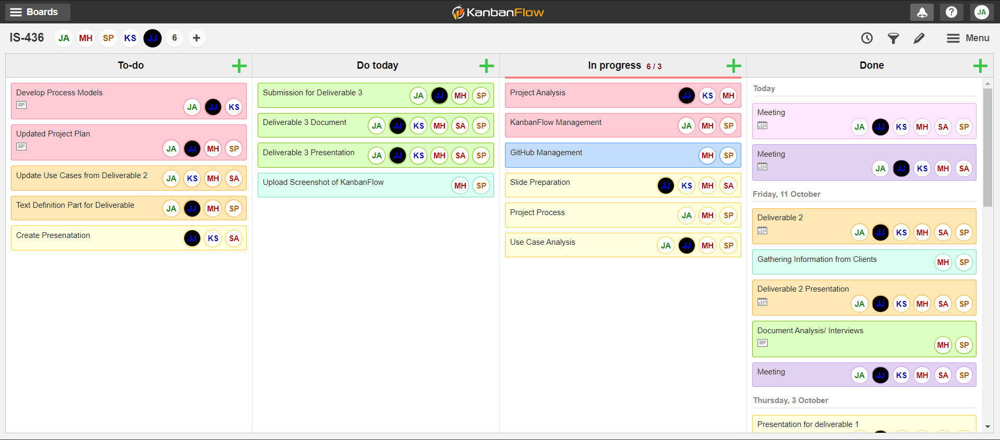 Boards
KanbanFlow
JA
IS-436 JA MH SP KS JJ 6
Menu
To-do
Develop Process Models
JA JJ KS
Updated Project Plan
JA JJ MH SP
Update Use Cases from Deliverable 2 JA KS MH SA
Text Definition Part for Deliverable JA JJ MH SP
Create Presenatation JJ KS SA
Do today
Submission for Deliverable 3 JA JJ MH SP
Deliverable 3 Document JA JJ KS MH SA SP
Deliverable 3 Presentation JA JJ KS MH SA SP
Upload Screenshot of KanbanFlow MH SP
In progress 6 / 3
Project Analysis JJ KS MH
KanbanFlow Management JA MH SP
GitHub Management MH SP
Slide Preparation JJ KS MH SA
Project Process JA MH SP
Use Case Analysis JA JJ MH SP
Done
Today
Meeting
JA JJ KS MH SA SP
Meeting
JA JJ KS MH SA
Friday, 11 October
Deliverable 2
JA JJ KS MH SA SP
Gathering Information from Clients MH SP
Deliverable 2 Presentation
JA JJ KS MH SA SP
Document Analysis/ Interviews
MH SP
Meeting JA JJ KS MH SA SP
Thursday, 3 October
Presentation for deliverable 1